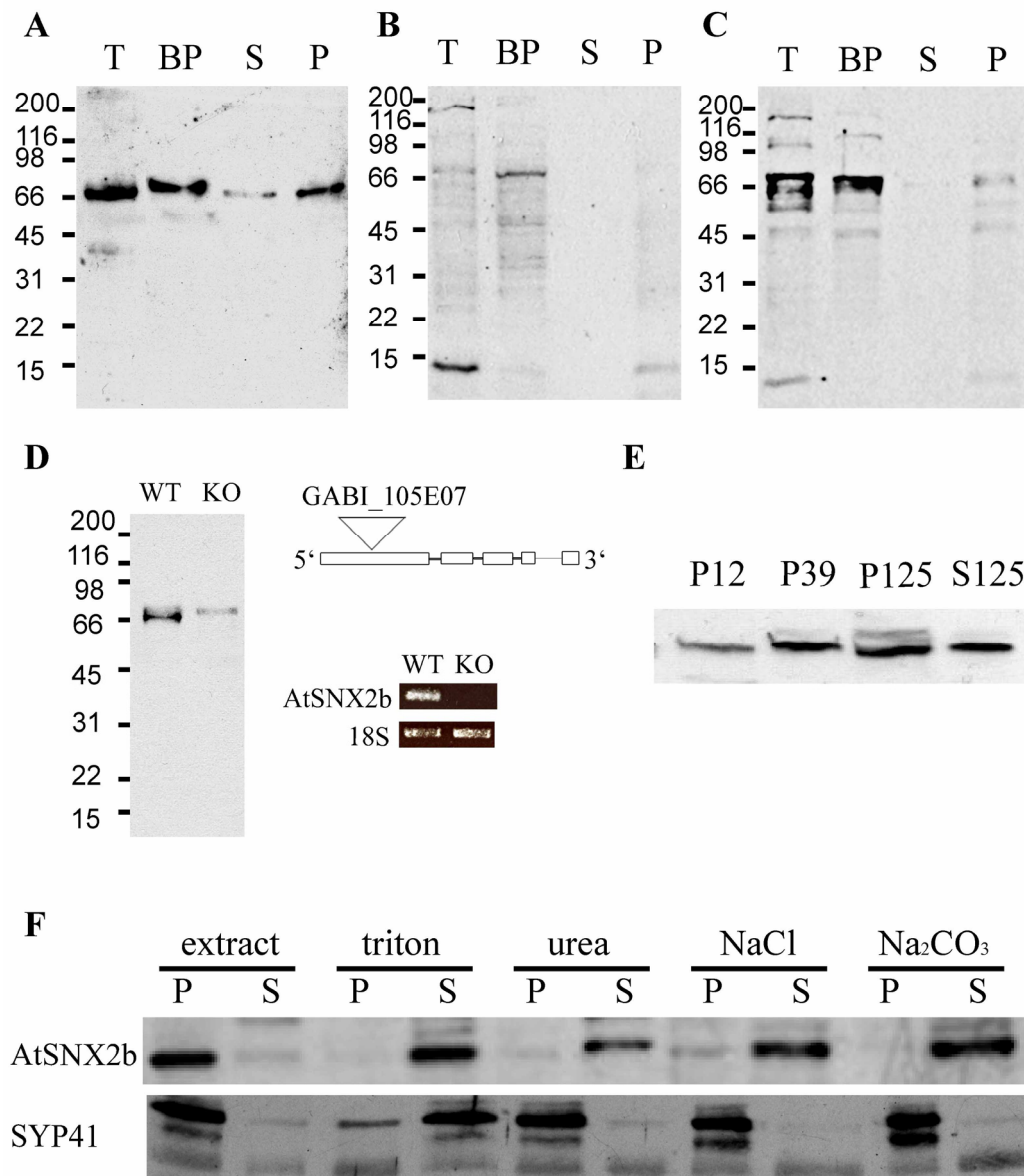 A
T BP S P
200
116
98
66
45
31
22
15
B
T BP S P
200
116
98
66
45
31
22
15
C
T BP S P
200
116
98
66
45
31
22
15
D
WT KO
200
116
98
66
45
31
22
15
GABI_105E07
5‘ 3‘
WT KO
AtSNX2b
18S
E
P12 P39 P125 S125
F
extract triton urea NaCl Na₂CO₃
P S P S P S P S P S
AtSNX2b
SYP41